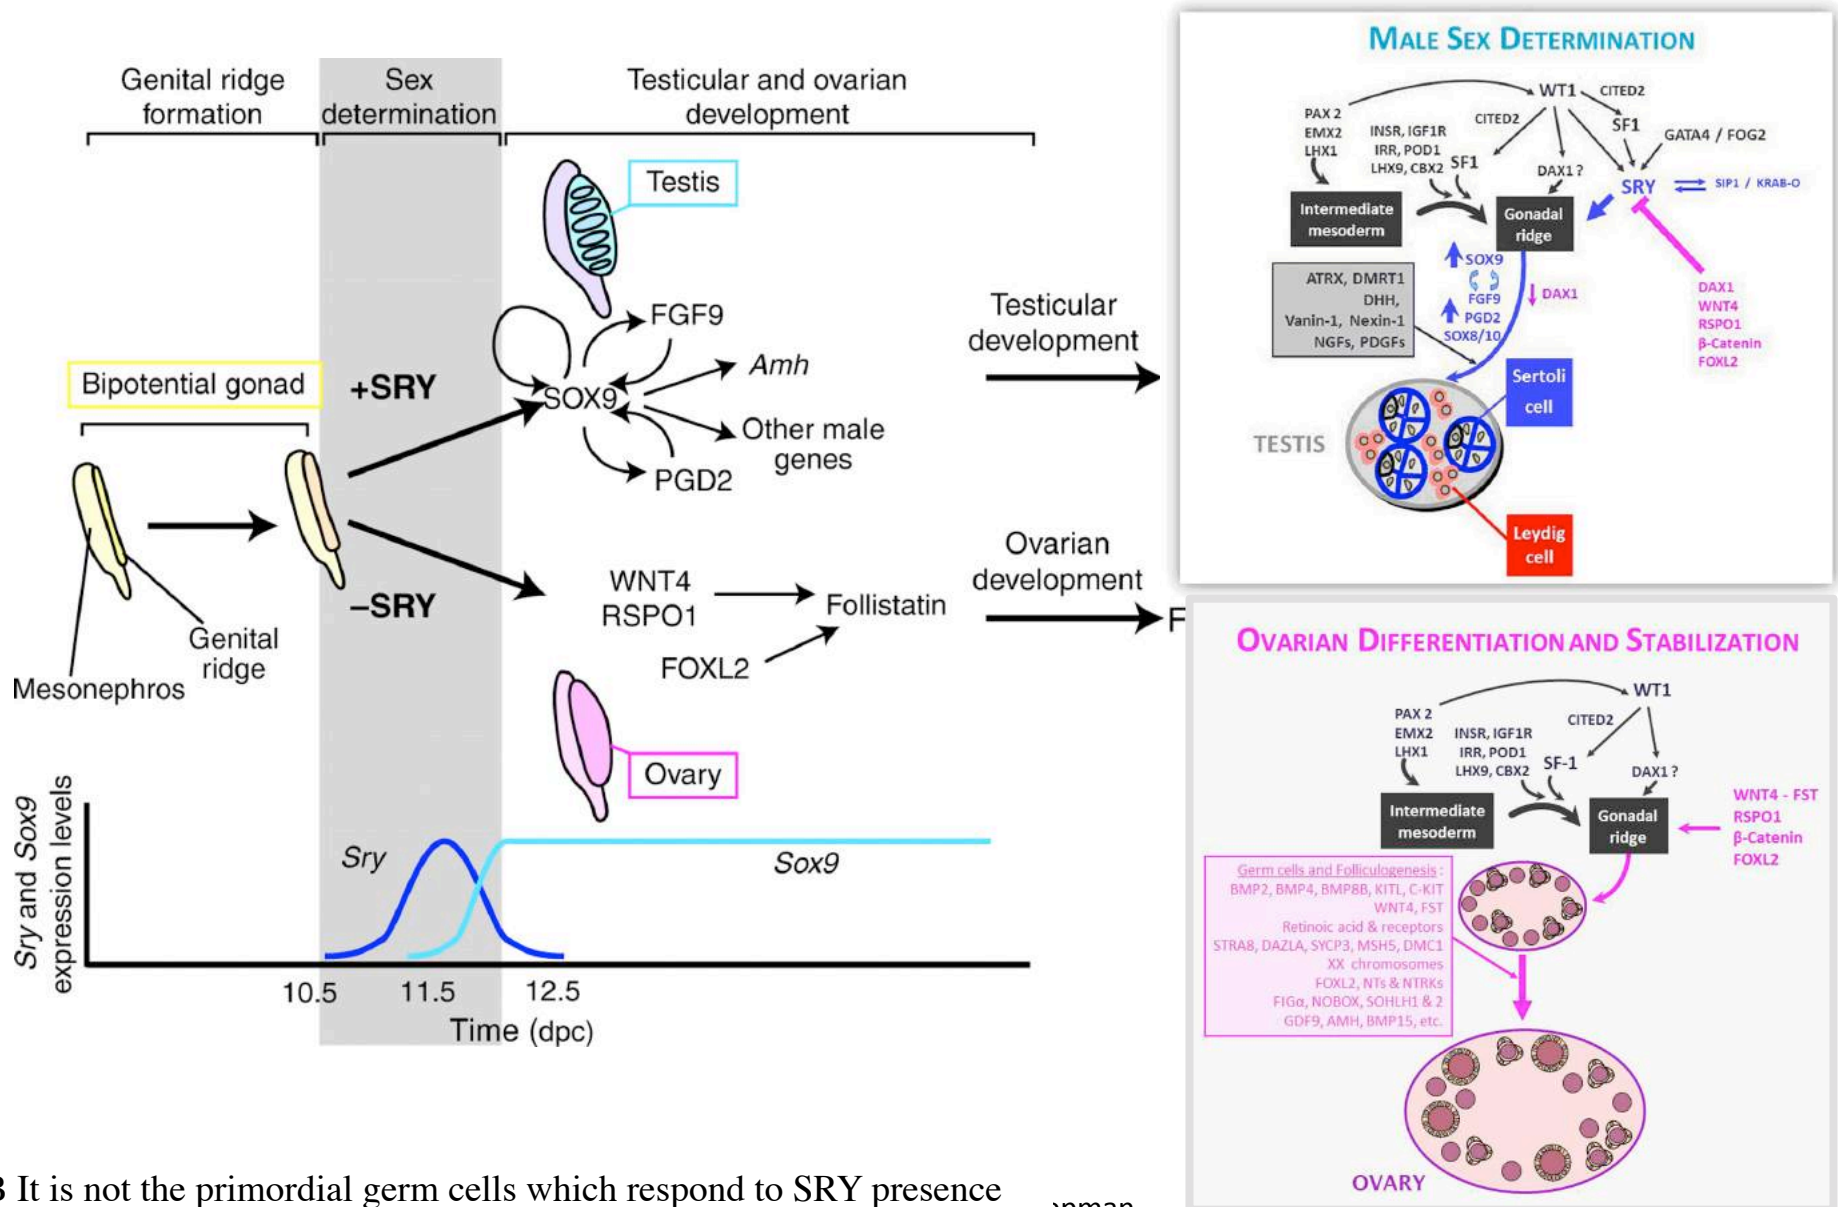 Genital ridge
formation
Sex
determination
Testicular and ovarian
development
Testis
Bipotential gonad
+SRY
FGF9
SOX9
Amh
Other male
genes
PGD2
Testicular
development
–SRY
WNT4
RSPO1
FOXL2
Follistatin
Ovarian
development
F
Genital
ridge
Mesonephros
Ovary
Sry and Sox9
expression levels
Sry
Sox9
10.5 11.5 12.5
Time (dpc)
MALE SEX DETERMINATION
WT1
CITED2
PAX 2
EMX2
LHX1
INSR, IGF1R
IRR, POD1
LHX9, CBX2
CITED2
SF1
SF1
GATA4 / FOG2
DAX1 ?
SRY
SIP1 / KRAB-O
Intermediate
mesoderm
Gonadal
ridge
SOX9
FGF9
PGD2
SOX8/10
DAX1
ATRX, DMRT1
DHH,
Vanin-1, Nexin-1
NGFs, PDGFs
DAX1
WNT4
RSPO1
β-Catenin
FOXL2
Sertoli
cell
TESTIS
Leydig
cell
OVARIAN DIFFERENTIATION AND STABILIZATION
WT1
PAX 2
EMX2
LHX1
INSR, IGF1R
IRR, POD1
LHX9, CBX2
CITED2
SF-1
DAX1 ?
Intermediate
mesoderm
Gonadal
ridge
WNT4 - FST
RSPO1
β-Catenin
FOXL2
Germ cells and Folliculogenesis :
BMP2, BMP4, BMP8B, KITL, C-KIT
WNT4, FST
Retinoic acid & receptors
STRA8, DAZLA, SYCP3, MSH5, DMC1
XX chromosomes
FOXL2, NTs & NTRKs
FIGα, NOBOX, SOHLH1 & 2
GDF9, AMH, BMP15, etc.
OVARY
It is not the primordial germ cells which respond to SRY presence